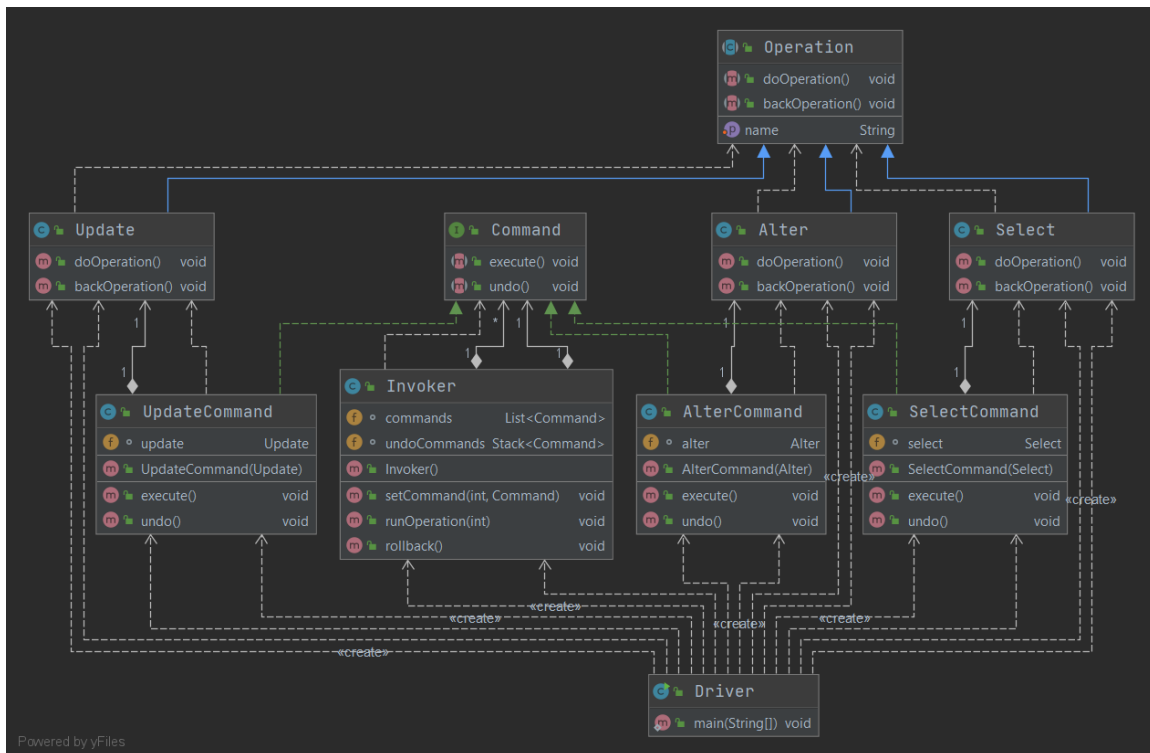 Operation
doOperation() void
backOperation() void
name String
Update
doOperation() void
backOperation() void
Command
execute() void
undo() void
Alter
doOperation() void
backOperation() void
Select
doOperation() void
backOperation() void
1
*
1
1
1
1
1
1
1
1
UpdateCommand
update Update
UpdateCommand(Update)
execute() void
undo() void
Invoker
commands List<Command>
undoCommands Stack<Command>
Invoker()
setCommand(int, Command) void
runOperation(int) void
rollback() void
AlterCommand
alter Alter
AlterCommand(Alter)
execute() void
undo() void
SelectCommand
select Select
SelectCommand(Select)
execute() void
undo() void
«create»
«create»
«create»
«create»
«create»
«create»
«create»
Driver
main(String[]) void
Powered by yFiles